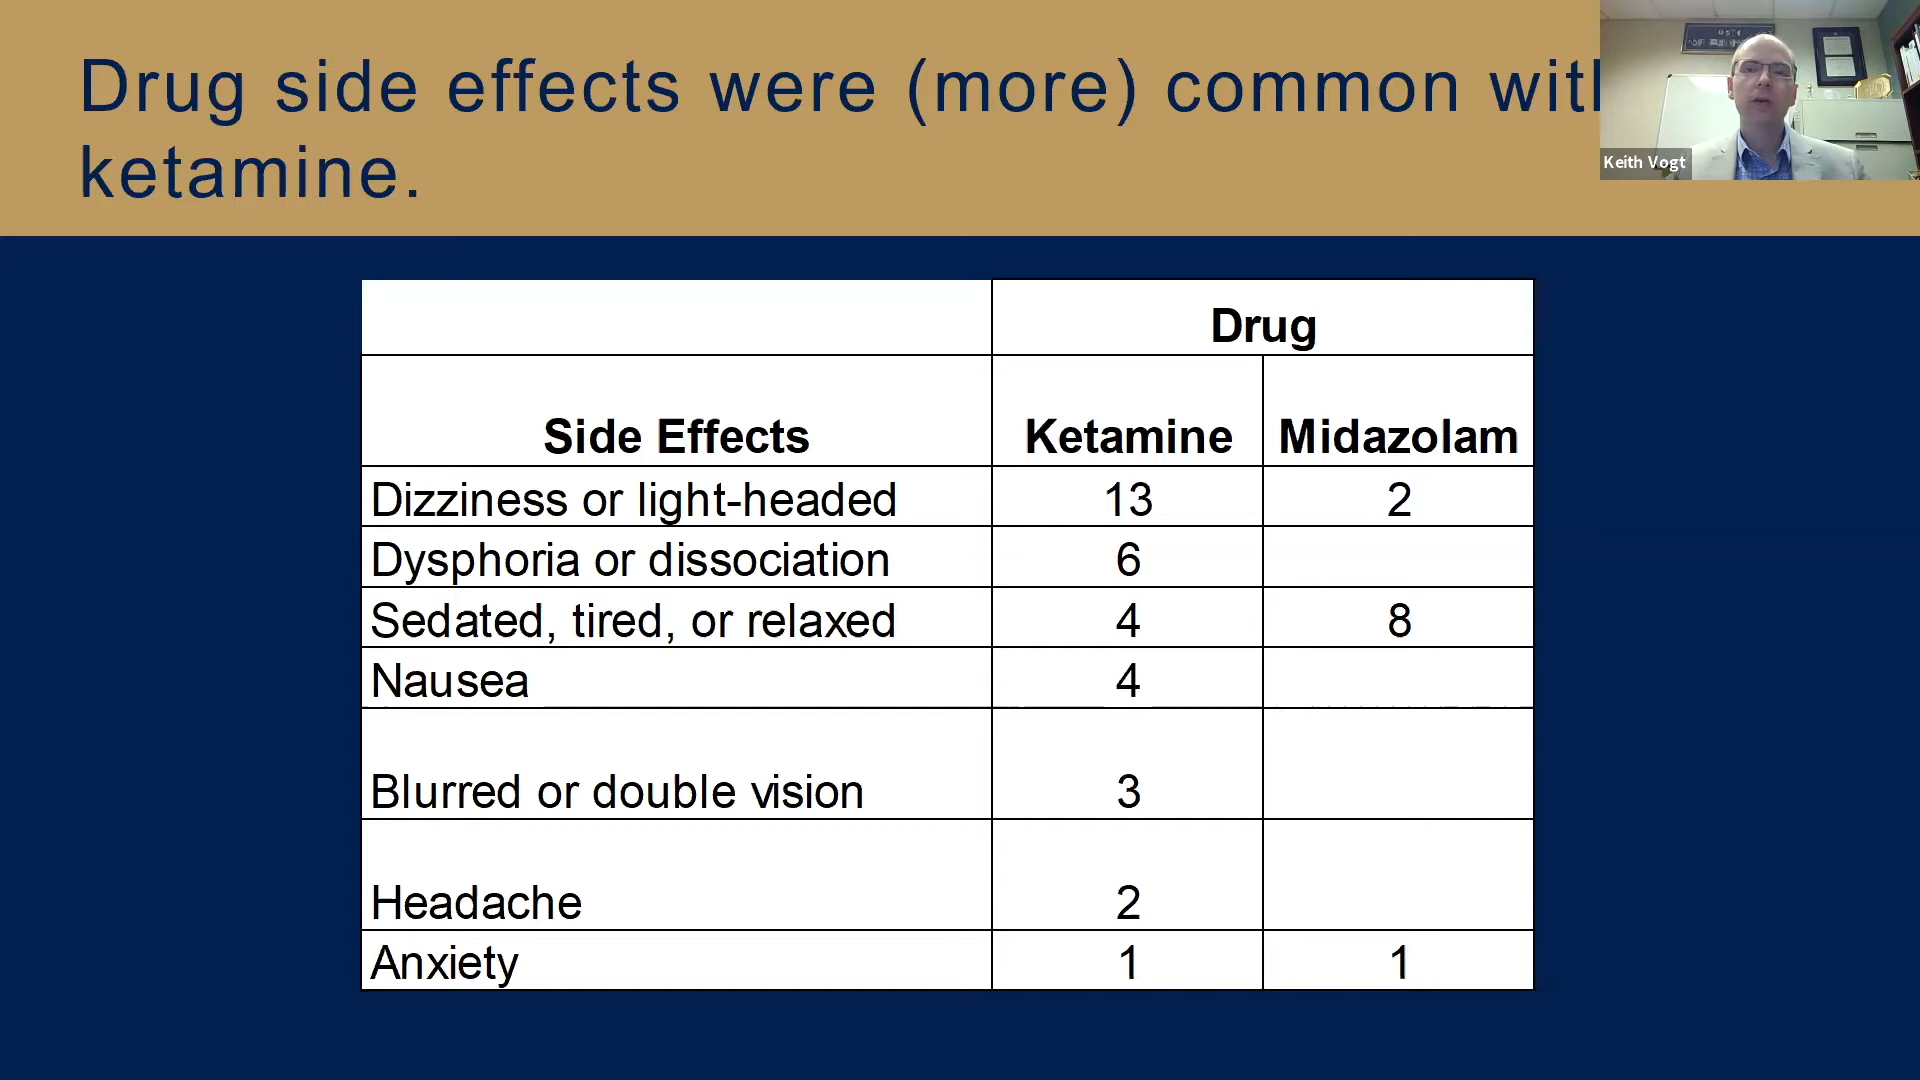 Drug side effects were (more) common with
ketamine.
Keith Vogt
Drug
Side Effects Ketamine Midazolam
Dizziness or light-headed 13 2
Dysphoria or dissociation 6
Sedated, tired, or relaxed 4 8
Nausea 4
Blurred or double vision 3
Headache 2
Anxiety 1 1